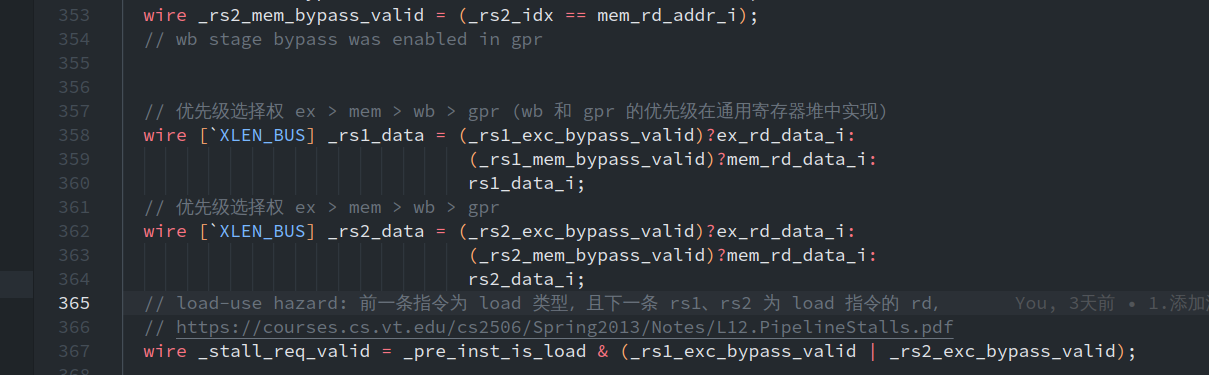 353 wire _rs2_mem_bypass_valid = (_rs2_idx == mem_rd_addr_i);
354 // wb stage bypass was enabled in gpr
355
356
357 // 优先级选择权 ex > mem > wb > gpr (wb 和 gpr 的优先级在通用寄存器堆中实现)
358 wire [`XLEN_BUS] _rs1_data = (_rs1_exc_bypass_valid)?ex_rd_data_i:
359 (_rs1_mem_bypass_valid)?mem_rd_data_i:
360 rs1_data_i;
361 // 优先级选择权 ex > mem > wb > gpr
362 wire [`XLEN_BUS] _rs2_data = (_rs2_exc_bypass_valid)?ex_rd_data_i:
363 (_rs2_mem_bypass_valid)?mem_rd_data_i:
364 rs2_data_i;
365 // load-use hazard: 前一条指令为 load 类型, 且下一条 rs1、rs2 为 load 指令的 rd, You, 3天前 • 1.添加
366 // https://courses.cs.vt.edu/cs2506/Spring2013/Notes/L12.PipelineStalls.pdf
367 wire _stall_req_valid = _pre_inst_is_load & (_rs1_exc_bypass_valid | _rs2_exc_bypass_valid);